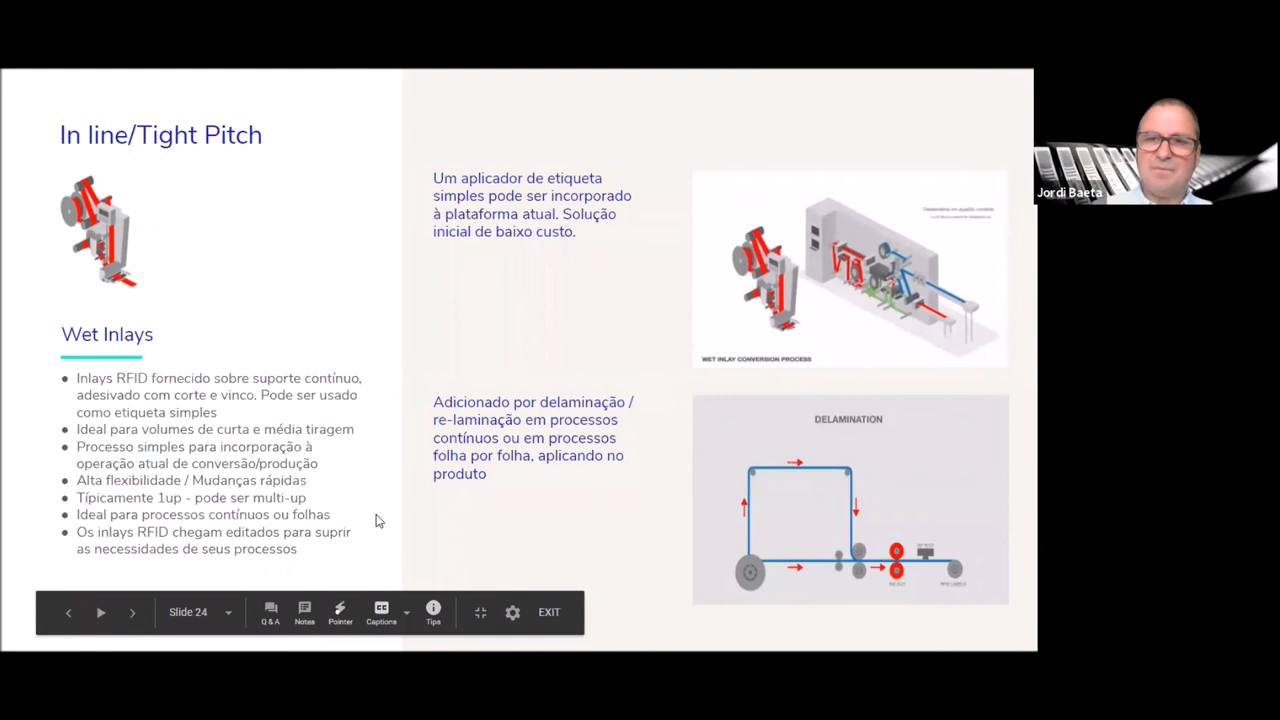 In line/Tight Pitch
Wet Inlays
● Inlays RFID fornecido sobre suporte contínuo,
adesivado com corte e vinco. Pode ser usado
como etiqueta simples
● Ideal para volumes de curta e média tiragem
● Processo simples para incorporação à
operação atual de conversão/produção
● Alta flexibilidade / Mudanças rápidas
● Típicamente 1up - pode ser multi-up
● Ideal para processos contínuos ou folhas
● Os inlays RFID chegam editados para suprir
as necessidades de seus processos
Um aplicador de etiqueta
simples pode ser incorporado
à plataforma atual. Solução
inicial de baixo custo.
WET INLAY CONVERSION PROCESS
Adicionado por delaminação /
re-laminação em processos
contínuos ou em processos
folha por folha, aplicando no
produto
DELAMINATION
Jordi Baeta
Slide 24
Q & A
Notes
Pointer
CC
Captions
Tips
EXIT